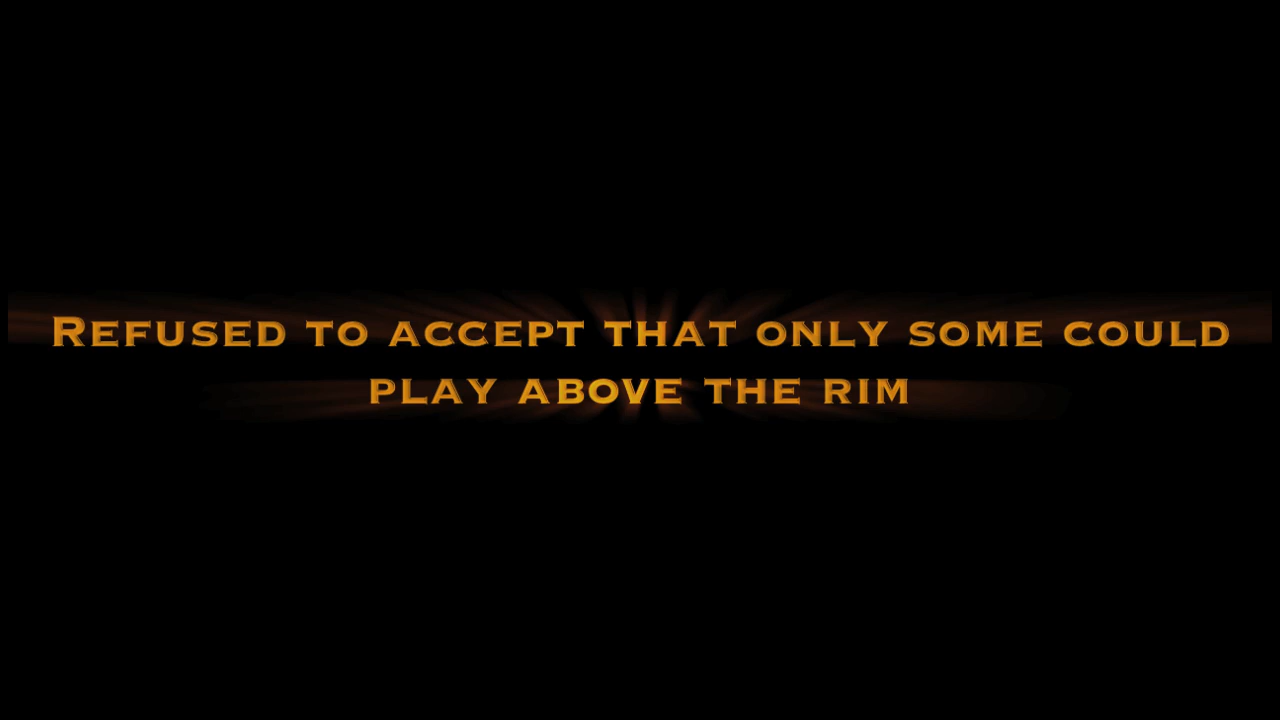 Refused to accept that only some could
play above the rim